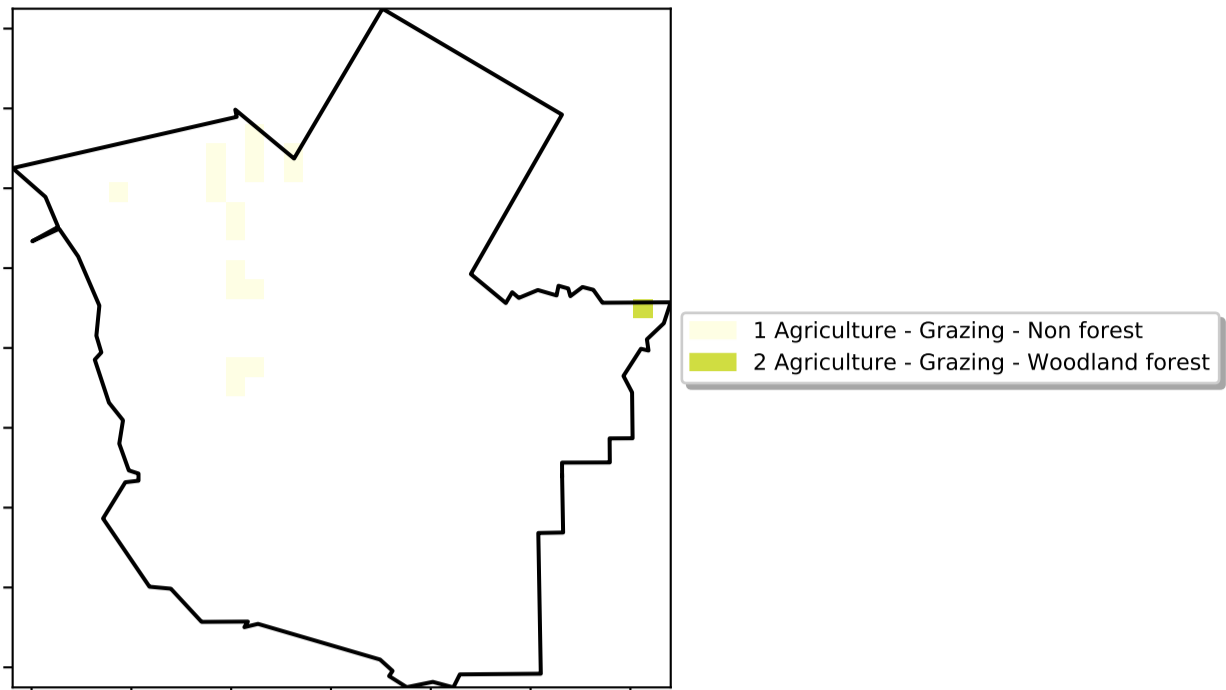 1 Agriculture - Grazing - Non forest
2 Agriculture - Grazing - Woodland forest